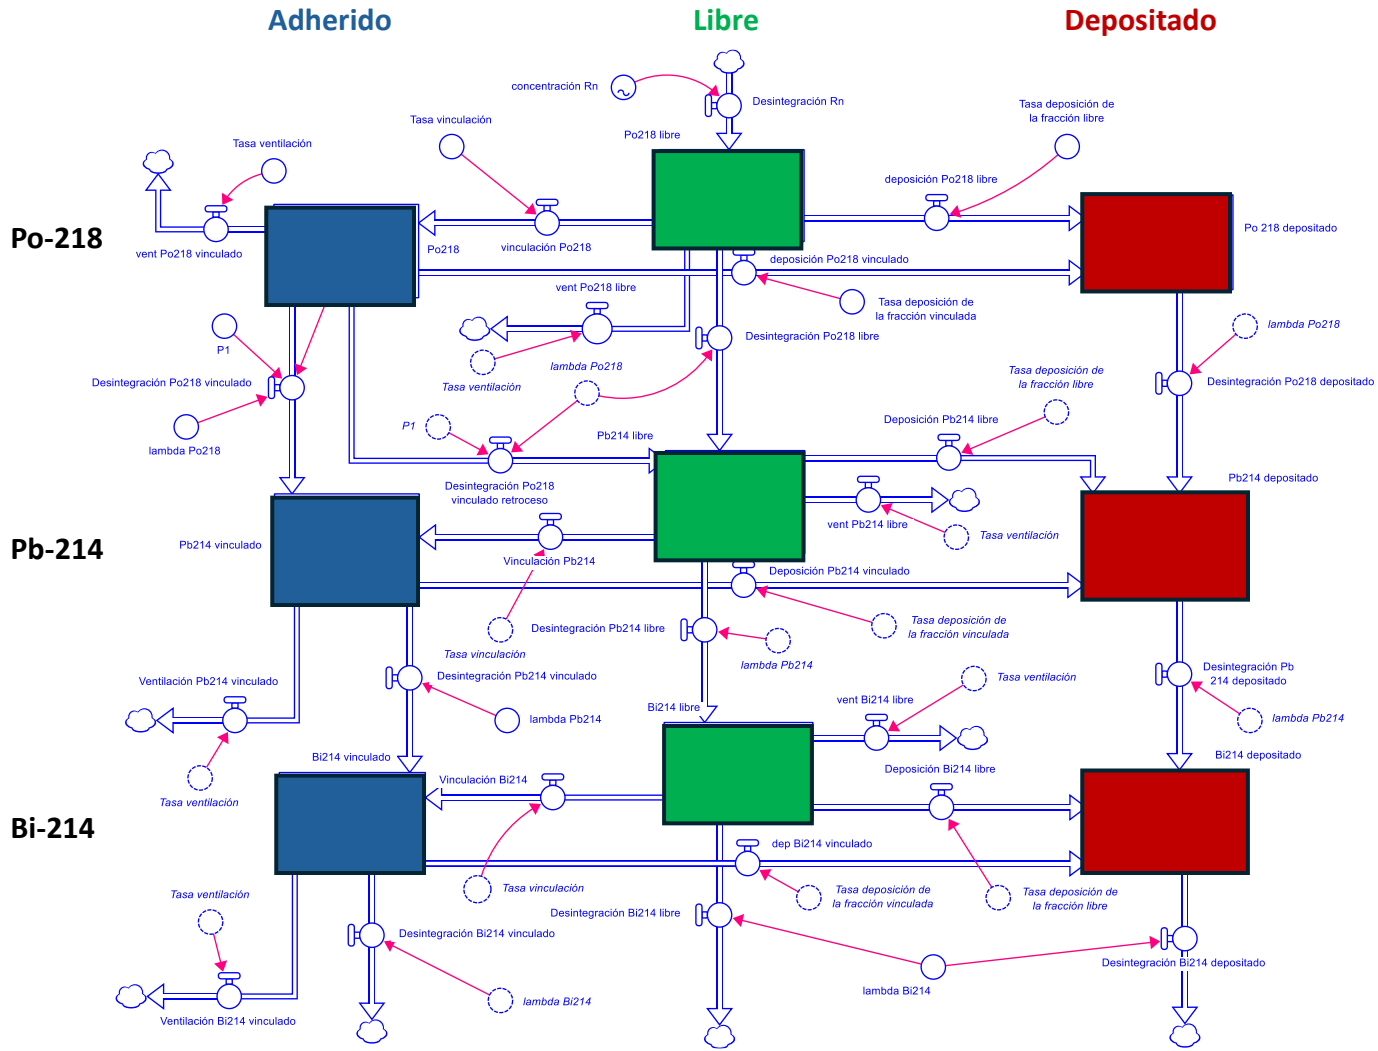 Adherido
Libre
Depositado
concentración Rn
Desintegración Rn
Tasa deposición de
la fracción libre
Tasa vinculación
Po218 libre
Tasa ventilación
deposición Po218 libre
Po-218
vent Po218 vinculado
Po218
vinculación Po218
deposición Po218 vinculado
Po 218 depositado
vent Po218 libre
Tasa deposición de
la fracción vinculada
P1
Desintegración Po218 libre
lambda Po218
Tasa ventilación
lambda Po218
Desintegración Po218 vinculado
Tasa deposición de
la fracción libre
Desintegración Po218 depositado
lambda Po218
P1
Pb214 libre
Deposición Pb214 libre
Desintegración Po218
vinculado retroceso
Pb214 depositado
Pb-214
Pb214 vinculado
Vinculación Pb214
vent Pb214 libre
Tasa ventilación
Deposición Pb214 vinculado
Tasa vinculación
Desintegración Pb214 libre
Tasa deposición de
la fracción vinculada
lambda Pb214
Ventilación Pb214 vinculado
Desintegración Pb214 vinculado
Desintegración Pb
214 depositado
Tasa ventilación
lambda Pb214
Bi214 libre
vent Bi214 libre
lambda Pb214
Bi214 vinculado
Bi214 depositado
Tasa ventilación
Vinculación Bi214
Deposición Bi214 libre
Bi-214
dep Bi214 vinculado
Tasa ventilación
Tasa vinculación
Tasa deposición de
la fracción vinculada
Tasa deposición de
la fracción libre
Desintegración Bi214 libre
Desintegración Bi214 vinculado
Desintegración Bi214 depositado
lambda Bi214
lambda Bi214
Ventilación Bi214 vinculado